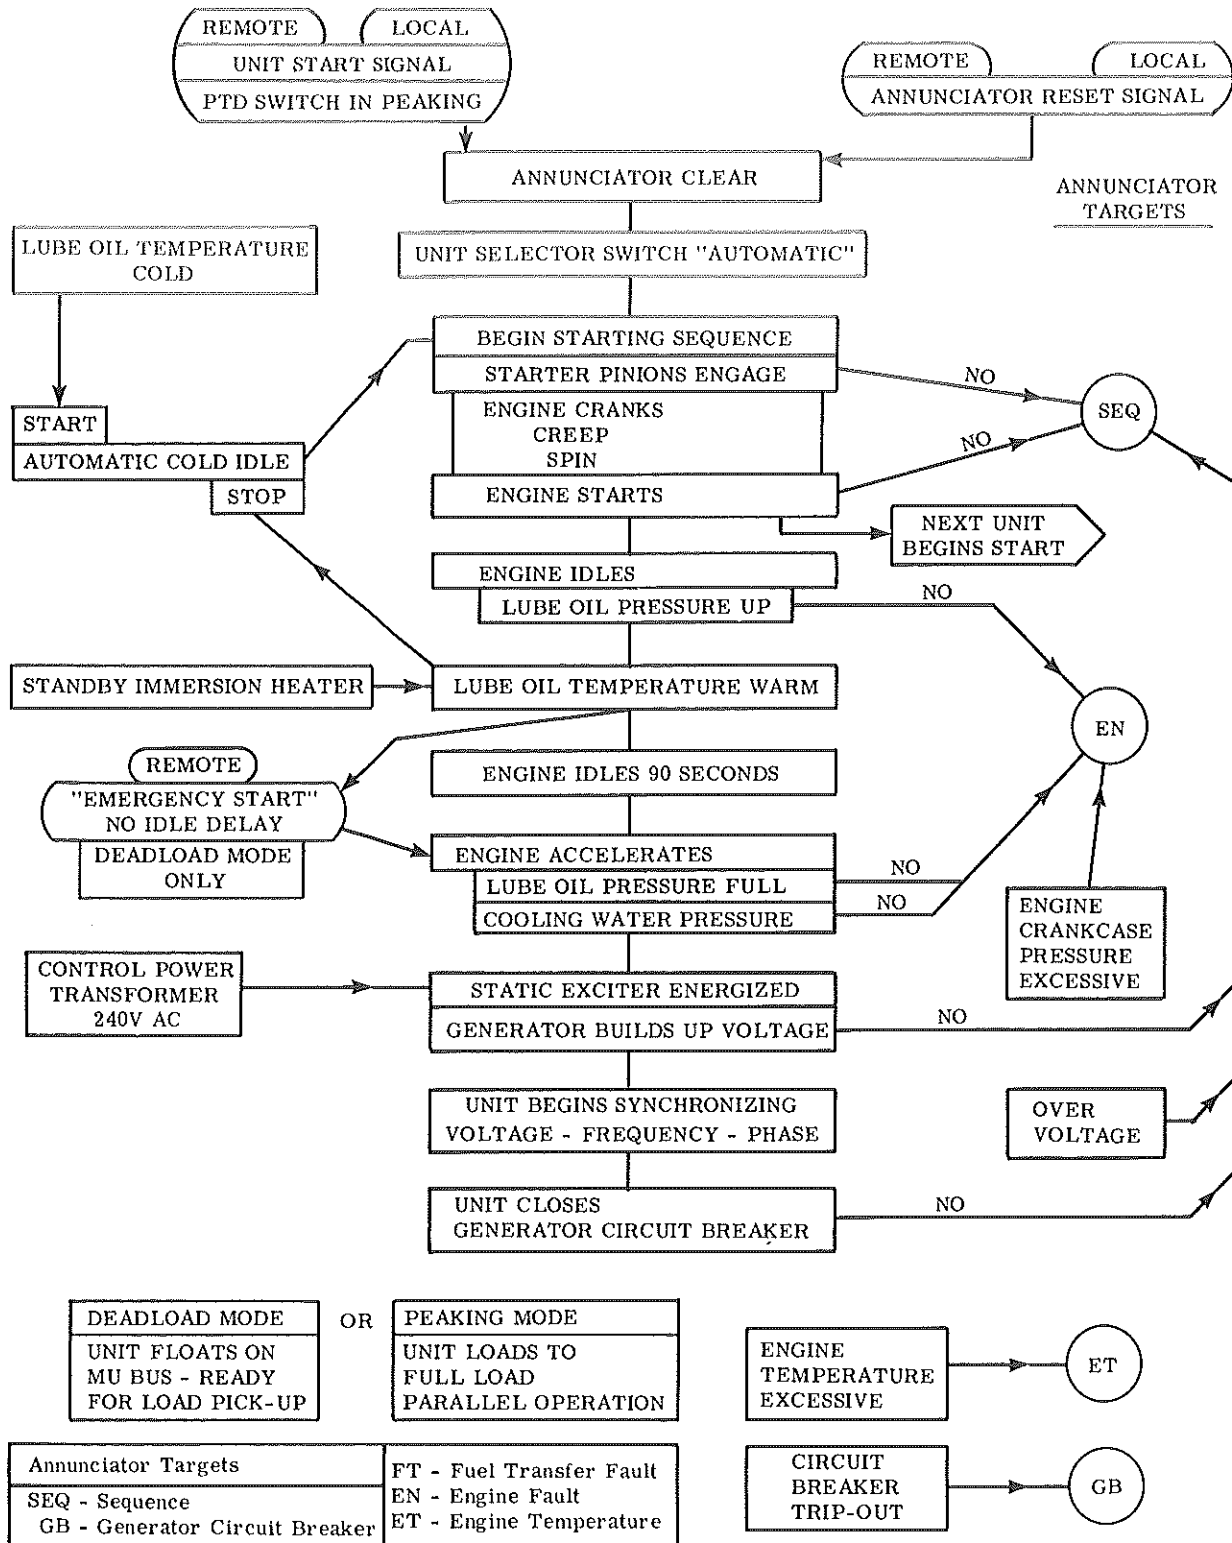 REMOTE
LOCAL
UNIT START SIGNAL
PTD SWITCH IN PEAKING
REMOTE
LOCAL
ANNUNCIATOR RESET SIGNAL
ANNUNCIATOR CLEAR
ANNUNCIATOR
TARGETS
LUBE OIL TEMPERATURE
COLD
UNIT SELECTOR SWITCH "AUTOMATIC"
BEGIN STARTING SEQUENCE
STARTER PINIONS ENGAGE
NO
SEQ
START
AUTOMATIC COLD IDLE
STOP
ENGINE CRANKS
CREEP
SPIN
NO
ENGINE STARTS
NEXT UNIT
BEGINS START
ENGINE IDLES
LUBE OIL PRESSURE UP
NO
STANDBY IMMERSION HEATER
LUBE OIL TEMPERATURE WARM
EN
REMOTE
"EMERGENCY START"
NO IDLE DELAY
DEADLOAD MODE
ONLY
ENGINE IDLES 90 SECONDS
ENGINE ACCELERATES
LUBE OIL PRESSURE FULL
NO
COOLING WATER PRESSURE
NO
ENGINE
CRANKCASE
PRESSURE
EXCESSIVE
CONTROL POWER
TRANSFORMER
240V AC
STATIC EXCITER ENERGIZED
GENERATOR BUILDS UP VOLTAGE
NO
UNIT BEGINS SYNCHRONIZING
VOLTAGE - FREQUENCY - PHASE
OVER
VOLTAGE
UNIT CLOSES
GENERATOR CIRCUIT BREAKER
NO
DEADLOAD MODE
UNIT FLOATS ON
MU BUS - READY
FOR LOAD PICK-UP
OR
PEAKING MODE
UNIT LOADS TO
FULL LOAD
PARALLEL OPERATION
ENGINE
TEMPERATURE
EXCESSIVE
ET
Annunciator Targets
SEQ - Sequence
GB - Generator Circuit Breaker
FT - Fuel Transfer Fault
EN - Engine Fault
ET - Engine Temperature
CIRCUIT
BREAKER
TRIP-OUT
GB